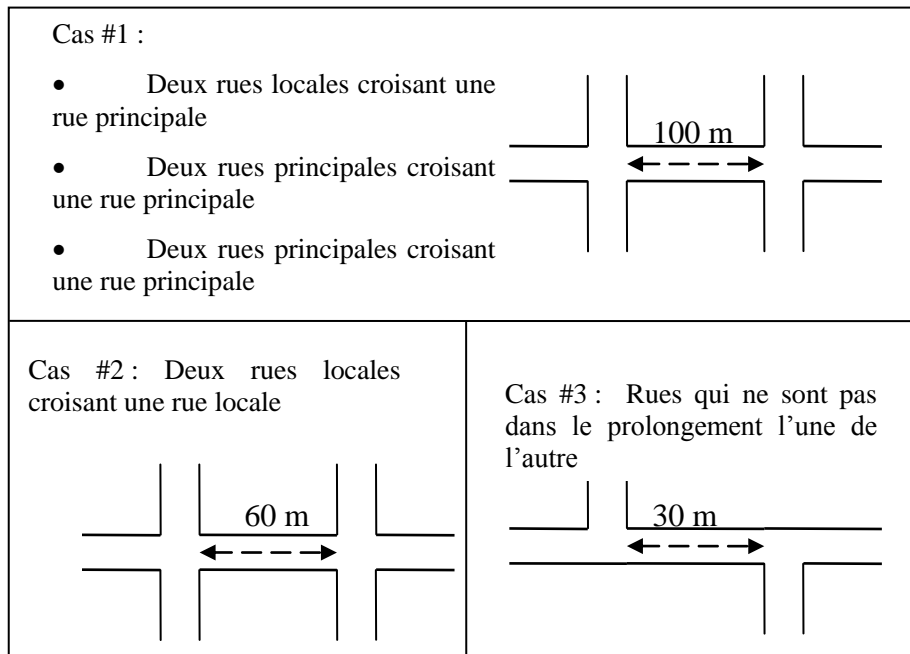 Cas #1 :
• Deux rues locales croisant une
rue principale
• Deux rues principales croisant
une rue principale
• Deux rues principales croisant
une rue principale
100 m
Cas #2 : Deux rues locales
croisant une rue locale
60 m
Cas #3 : Rues qui ne sont pas
dans le prolongement l’une de
l’autre
30 m